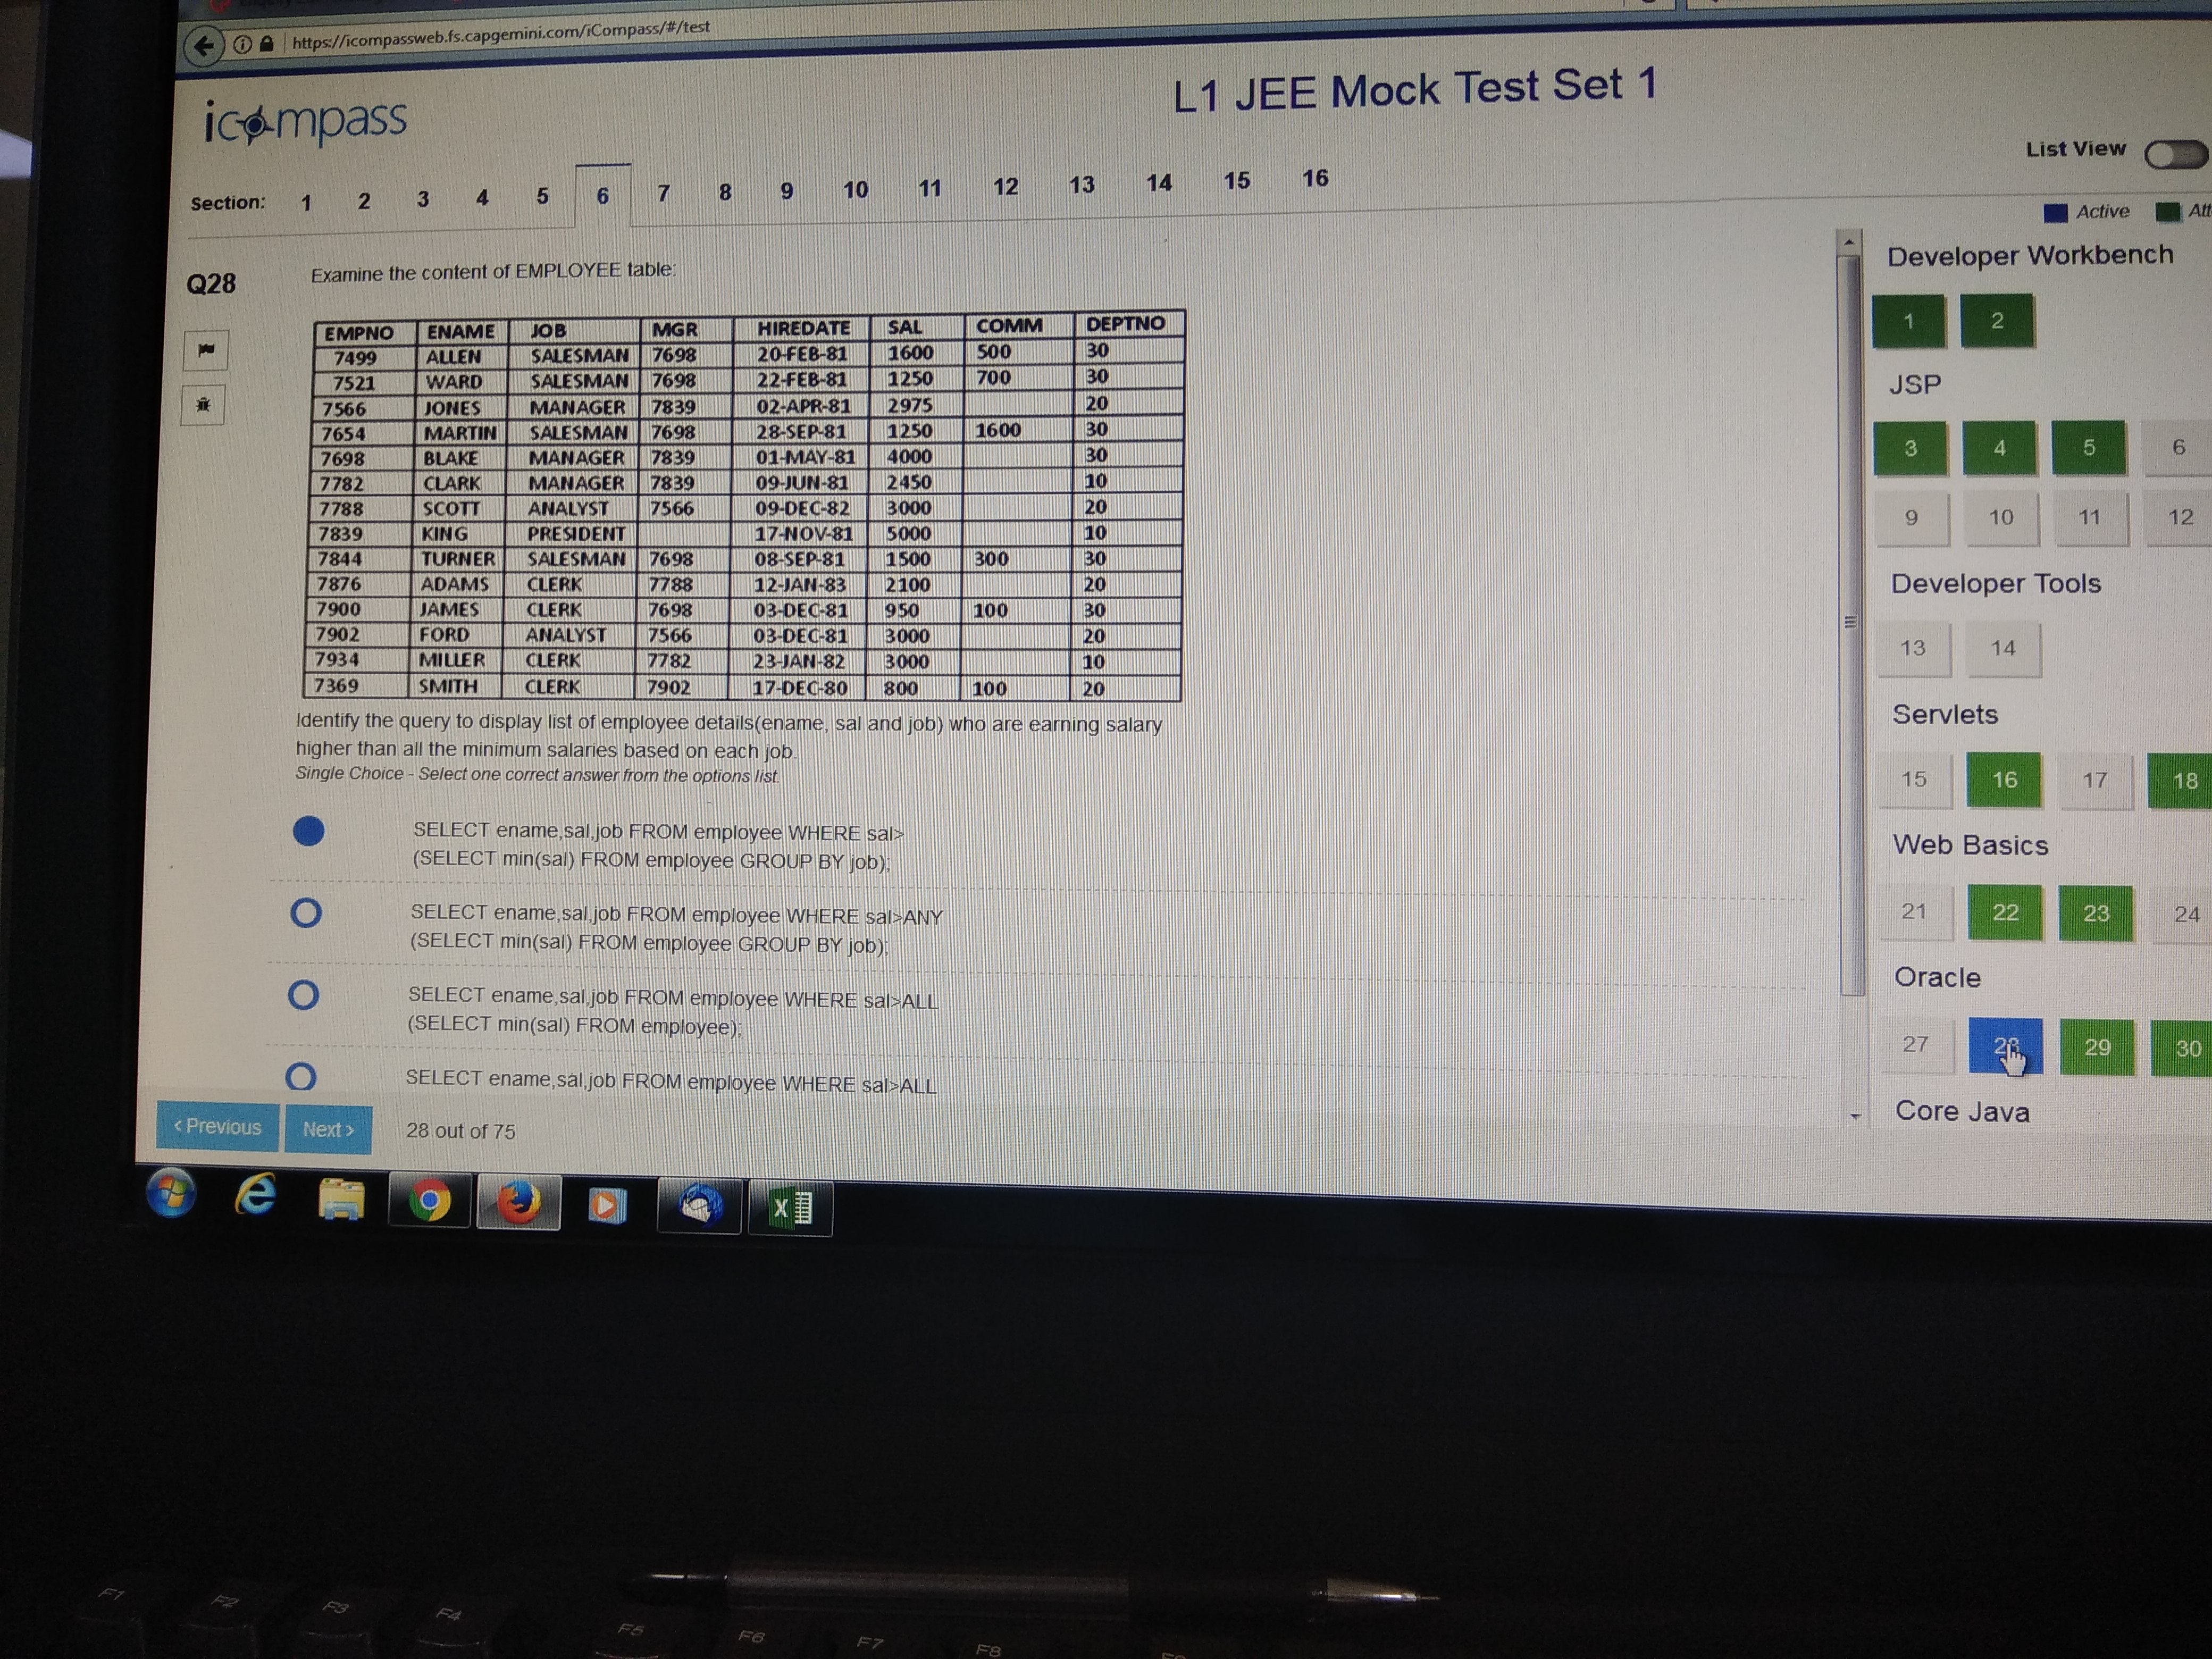 https://icompassweb.fs.capgemini.com/iCompass/#/test
icompass
L1 JEE Mock Test Set 1
List View
Section: 1 2 3 4 5 6 7 8 9 10 11 12 13 14 15 16
Active
Q28
Examine the content of EMPLOYEE table:
EMPNO ENAME JOB MGR HIREDATE SAL COMM DEPTNO
7499 ALLEN SALESMAN 7698 20-FEB-81 1600 500 30
7521 WARD SALESMAN 7698 22-FEB-81 1250 700 30
7566 JONES MANAGER 7839 02-APR-81 2975 20
7654 MARTIN SALESMAN 7698 28-SEP-81 1250 1600 30
7698 BLAKE MANAGER 7839 01-MAY-81 4000 30
7782 CLARK MANAGER 7839 09-JUN-81 2450 10
7788 SCOTT ANALYST 7566 09-DEC-82 3000 20
7839 KING PRESIDENT 17-NOV-81 5000 10
7844 TURNER SALESMAN 7698 08-SEP-81 1500 300 30
7876 ADAMS CLERK 7788 12-JAN-83 2100 20
7900 JAMES CLERK 7698 03-DEC-81 950 100 30
7902 FORD ANALYST 7566 03-DEC-81 3000 20
7934 MILLER CLERK 7782 23-JAN-82 3000 10
7369 SMITH CLERK 7902 17-DEC-80 800 100 20
Identify the query to display list of employee details(ename, sal and job) who are earning salary
higher than all the minimum salaries based on each job.
Single Choice - Select one correct answer from the options list.
SELECT ename,sal,job FROM employee WHERE sal>
(SELECT min(sal) FROM employee GROUP BY job);
SELECT ename,sal,job FROM employee WHERE sal>ANY
(SELECT min(sal) FROM employee GROUP BY job);
SELECT ename,sal,job FROM employee WHERE sal>ALL
(SELECT min(sal) FROM employee);
SELECT ename,sal,job FROM employee WHERE sal>ALL
< Previous
Next >
28 out of 75
Developer Workbench
1 2
JSP
3 4 5 6
9 10 11 12
Developer Tools
13 14
Servlets
15 16 17 18
Web Basics
21 22 23 24
Oracle
27 28 29 30
Core Java
F1 F2 F3 F4 F5 F6 F7 F8